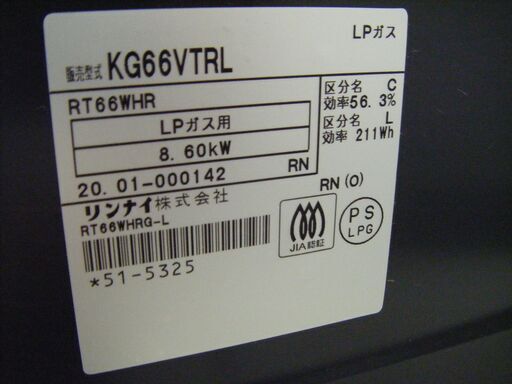 LPガス
販売型式 KG66VTRL
RT66WHR
LPガス用
8.60kW
区分名 C
効率56.3%
区分名 L
効率 211Wh
20.01-000142 RN
リンナイ株式会社
RN(O)
RT66WHRG-L
*51-5325
JIA認証
PS
LPG